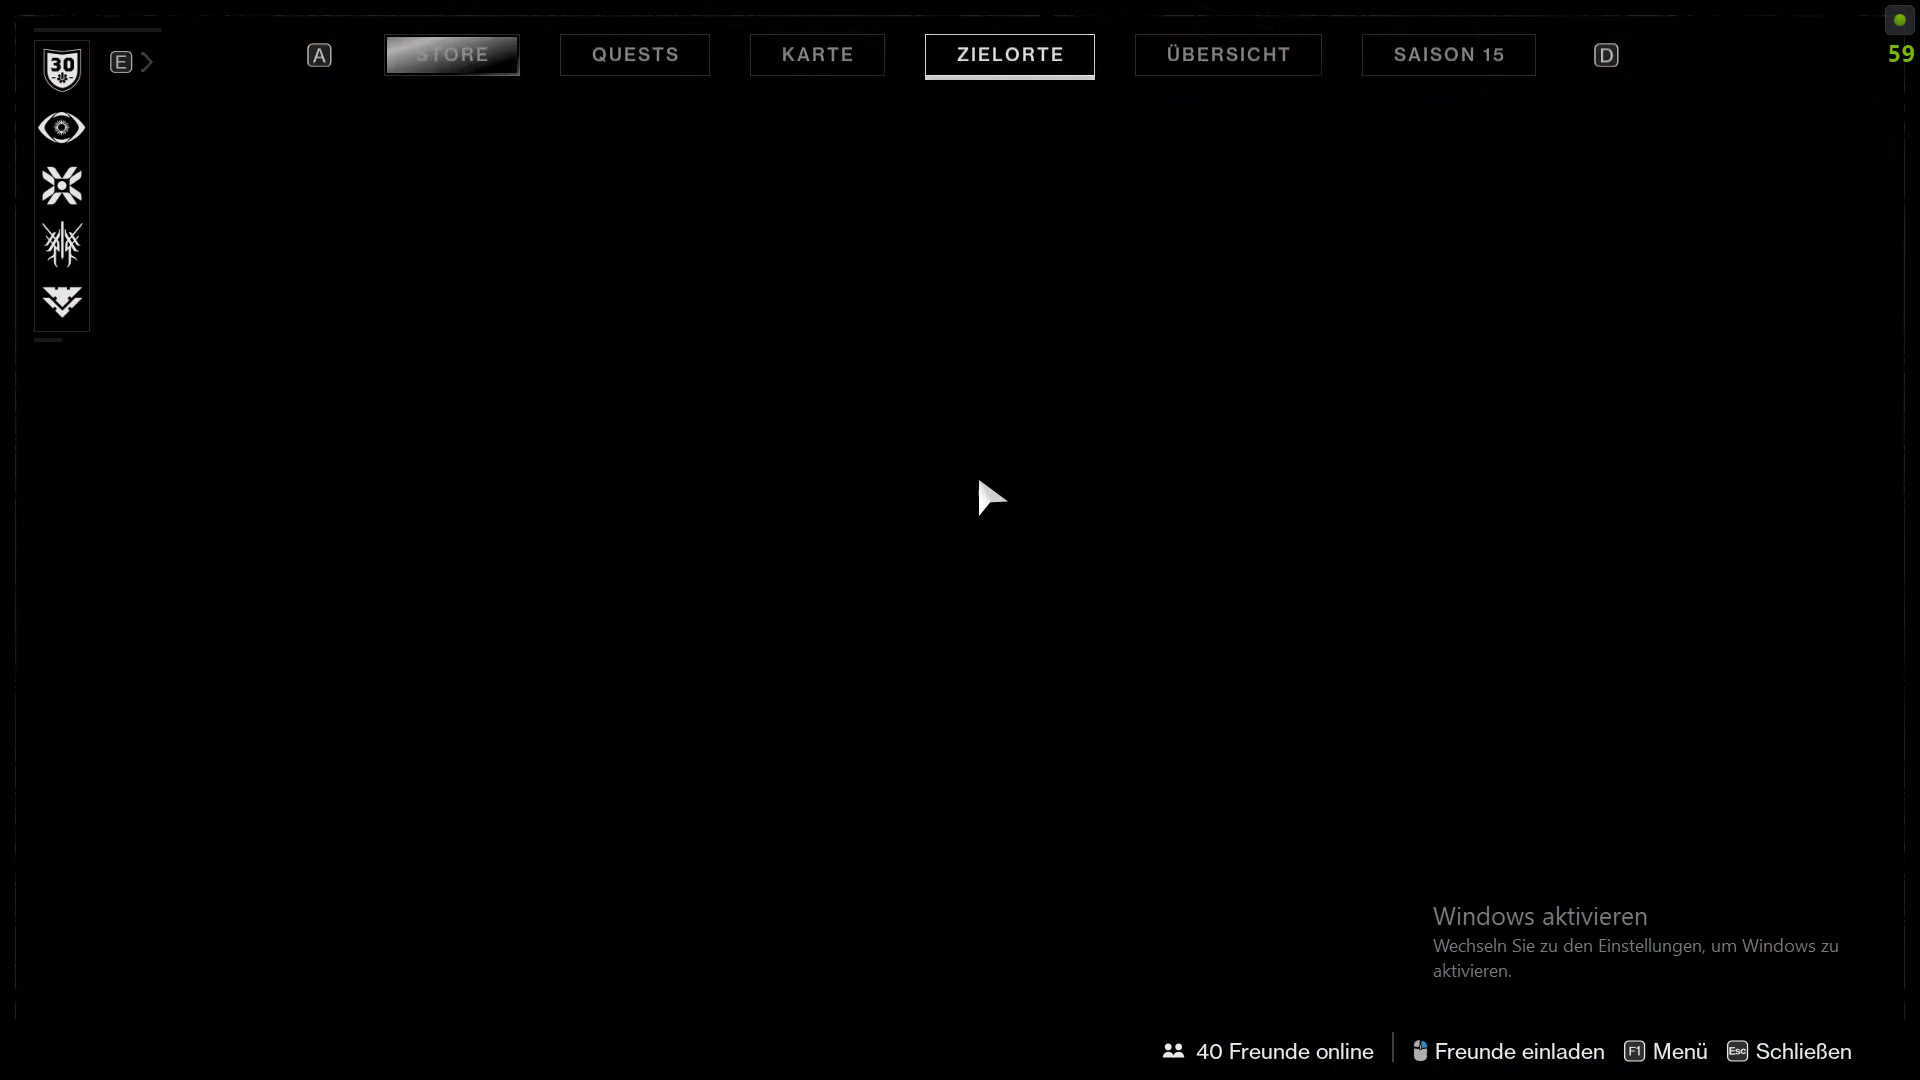 30
E
A
STORE
QUESTS
KARTE
ZIELORTE
ÜBERSICHT
SAISON 15
D
59
Windows aktivieren
Wechseln Sie zu den Einstellungen, um Windows zu
aktivieren.
40 Freunde online
Freunde einladen
F1 Menü
Esc Schließen